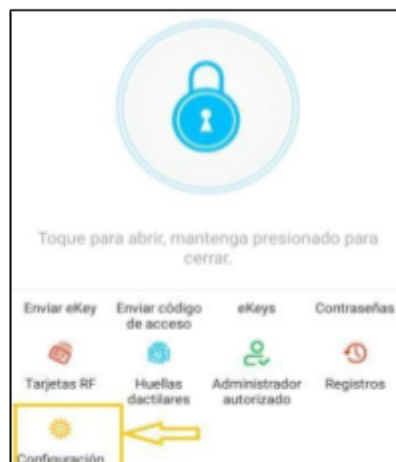 Toque para abrir, mantenga presionado para
cerrar.
Enviar eKey
Enviar código
de acceso
eKeys
Contraseñas
Tarjetas RF
Huellas
dactilares
Administrador
autorizado
Registros
Configuración